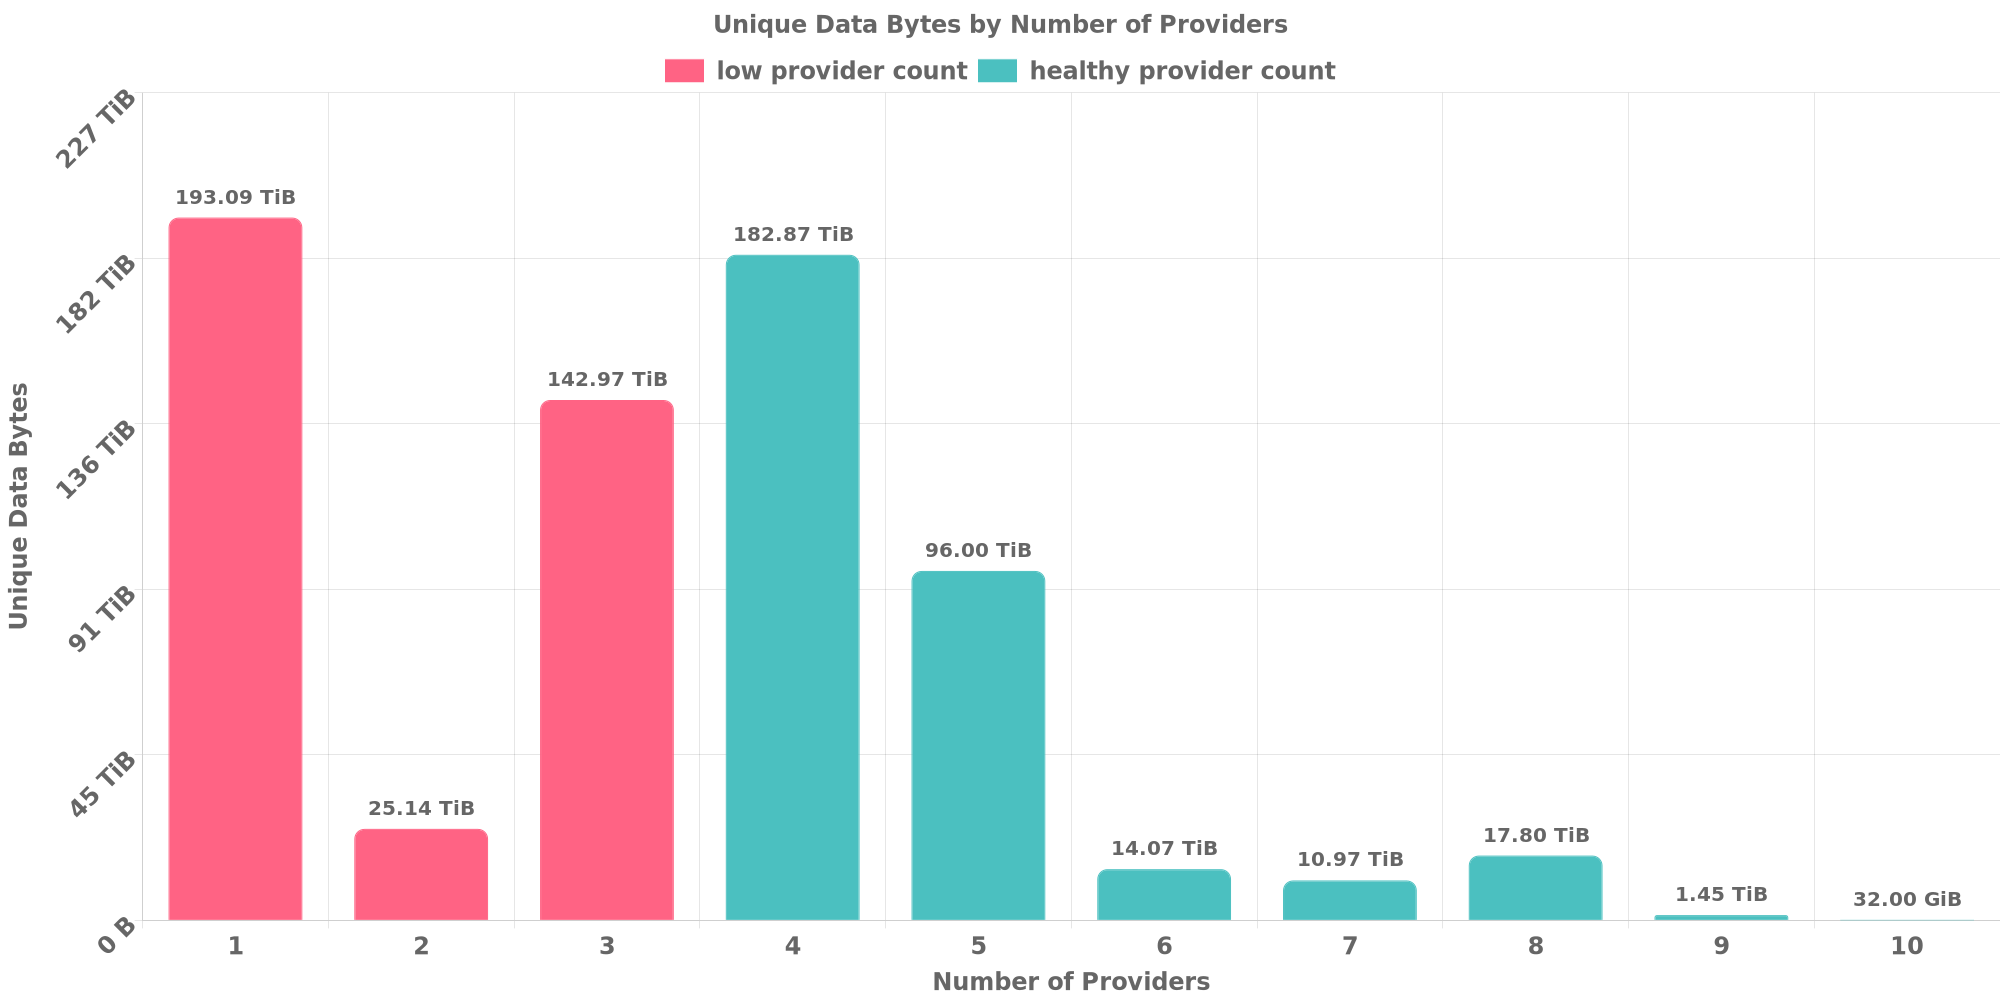 Unique Data Bytes by Number of Providers
low provider count
healthy provider count
227 TiB
182 TiB
136 TiB
91 TiB
45 TiB
0 B
Unique Data Bytes
193.09 TiB
25.14 TiB
142.97 TiB
182.87 TiB
96.00 TiB
14.07 TiB
10.97 TiB
17.80 TiB
1.45 TiB
32.00 GiB
1 2 3 4 5 6 7 8 9 10
Number of Providers